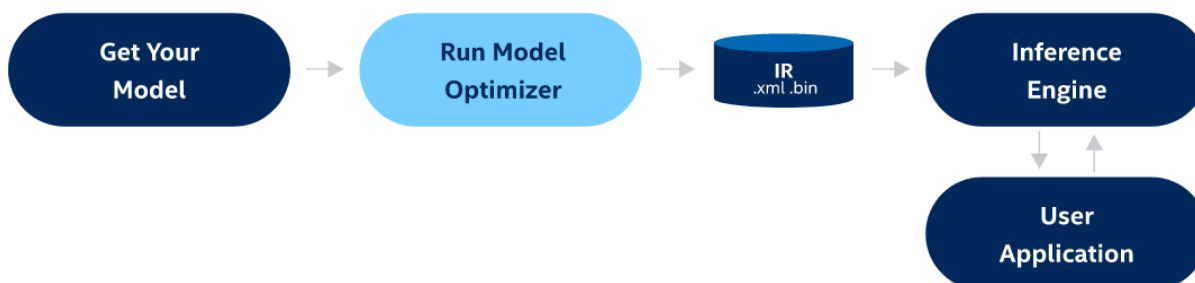 Get Your
Model
Run Model
Optimizer
IR
.xml .bin
Inference
Engine
User
Application